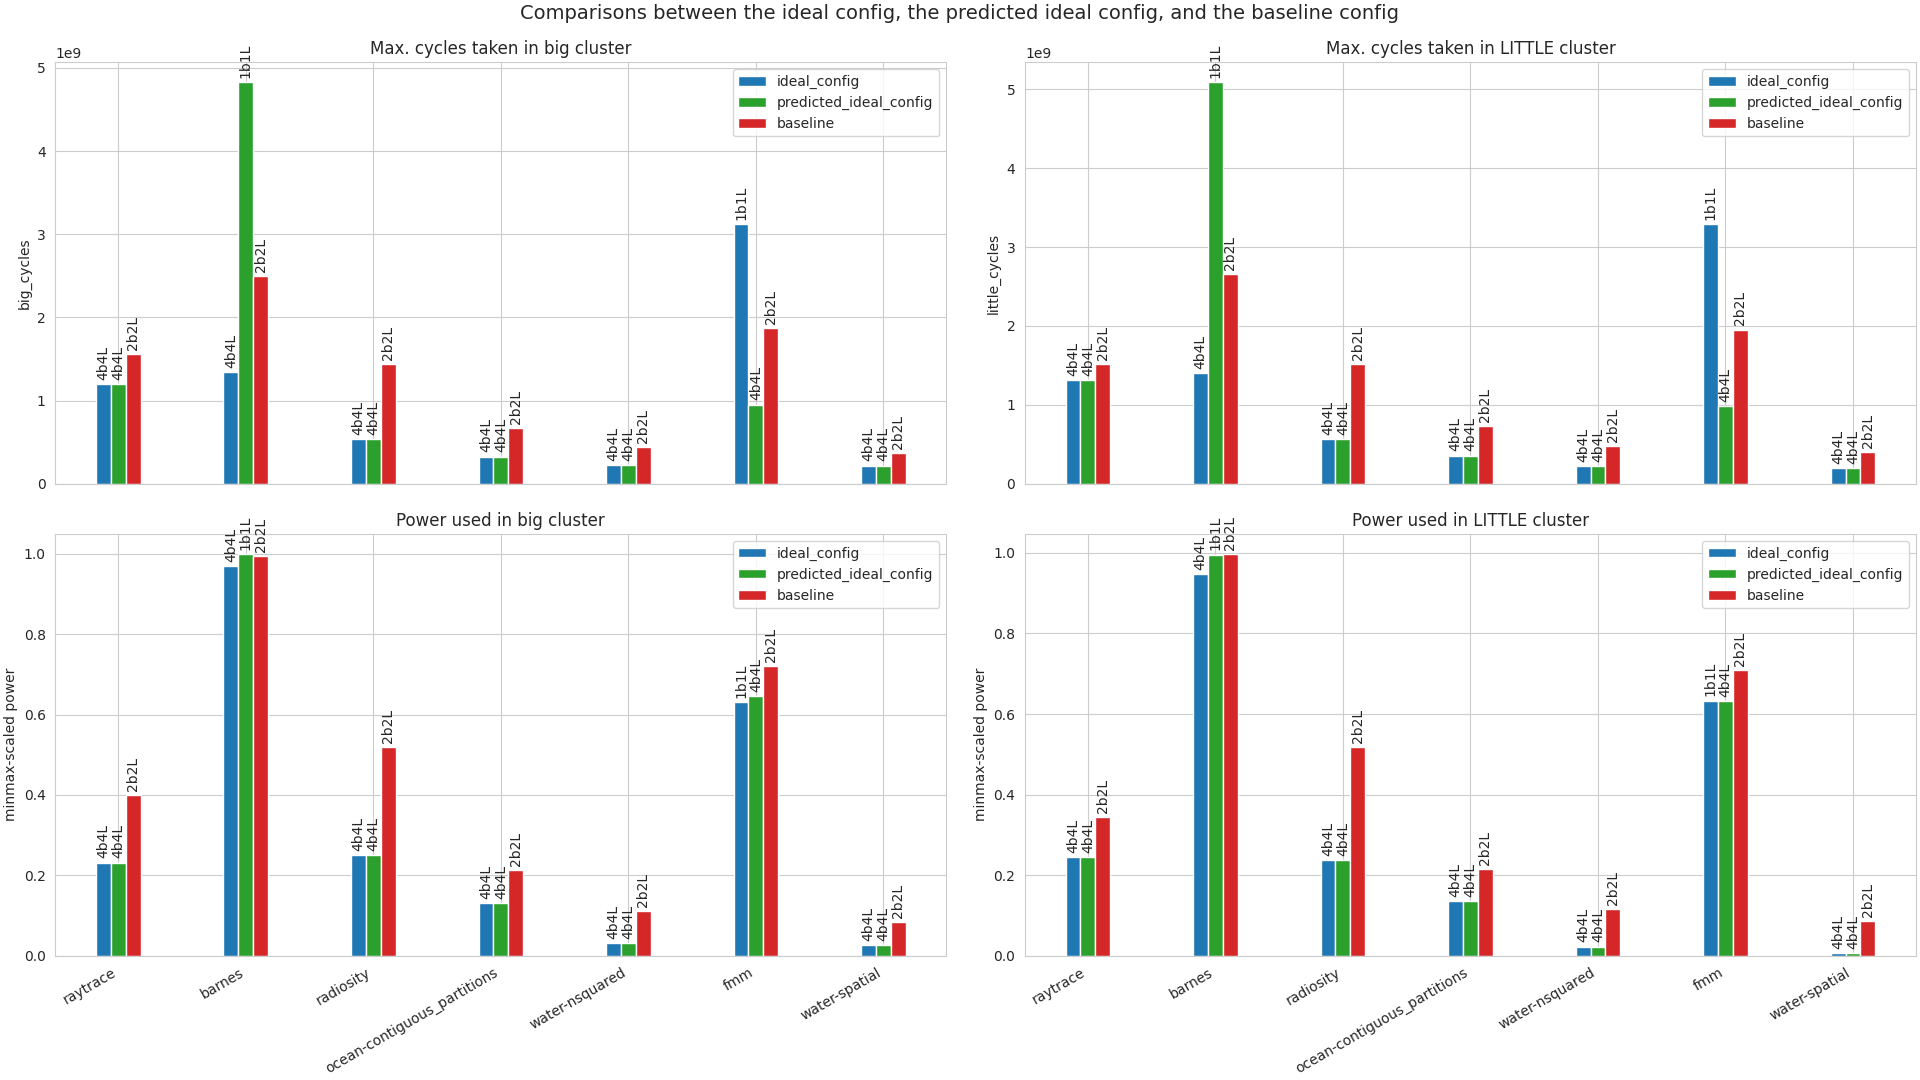 Comparisons between the ideal config, the predicted ideal config, and the baseline config
Max. cycles taken in big cluster
1e9
big_cycles
5
4
3
2
1
0
4b4L 4b4L 2b2L
4b4L 1b1L 2b2L
4b4L 4b4L 2b2L
4b4L 4b4L 2b2L
4b4L 4b4L 2b2L
1b1L 4b4L 2b2L
4b4L 4b4L 2b2L
ideal_config
predicted_ideal_config
baseline
Max. cycles taken in LITTLE cluster
1e9
little_cycles
5
4
3
2
1
0
4b4L 4b4L 2b2L
4b4L 1b1L 2b2L
4b4L 4b4L 2b2L
4b4L 4b4L 2b2L
4b4L 4b4L 2b2L
1b1L 4b4L 2b2L
4b4L 4b4L 2b2L
ideal_config
predicted_ideal_config
baseline
Power used in big cluster
minmax-scaled power
1.0
0.8
0.6
0.4
0.2
0.0
4b4L 4b4L 2b2L
4b4L 1b1L 2b2L
4b4L 4b4L 2b2L
4b4L 4b4L 2b2L
4b4L 4b4L 2b2L
1b1L 4b4L 2b2L
4b4L 4b4L 2b2L
ideal_config
predicted_ideal_config
baseline
raytrace
barnes
radiosity
ocean-contiguous_partitions
water-nsquared
fmm
water-spatial
Power used in LITTLE cluster
minmax-scaled power
1.0
0.8
0.6
0.4
0.2
0.0
4b4L 4b4L 2b2L
4b4L 1b1L 2b2L
4b4L 4b4L 2b2L
4b4L 4b4L 2b2L
4b4L 4b4L 2b2L
1b1L 4b4L 2b2L
4b4L 4b4L 2b2L
ideal_config
predicted_ideal_config
baseline
raytrace
barnes
radiosity
ocean-contiguous_partitions
water-nsquared
fmm
water-spatial